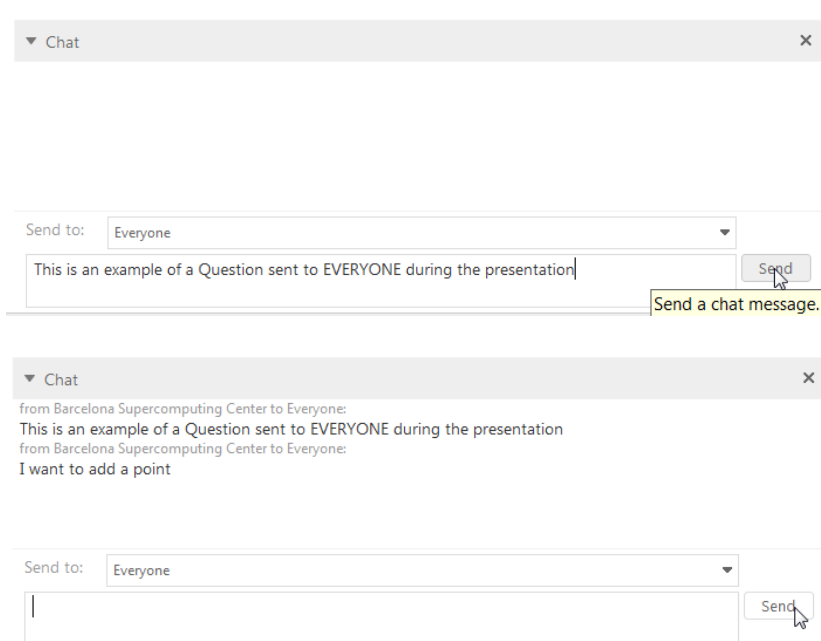 Chat
Send to: Everyone
This is an example of a Question sent to EVERYONE during the presentation
Send
Send a chat message.
Chat
from Barcelona Supercomputing Center to Everyone:
This is an example of a Question sent to EVERYONE during the presentation
from Barcelona Supercomputing Center to Everyone:
I want to add a point
Send to: Everyone
Send